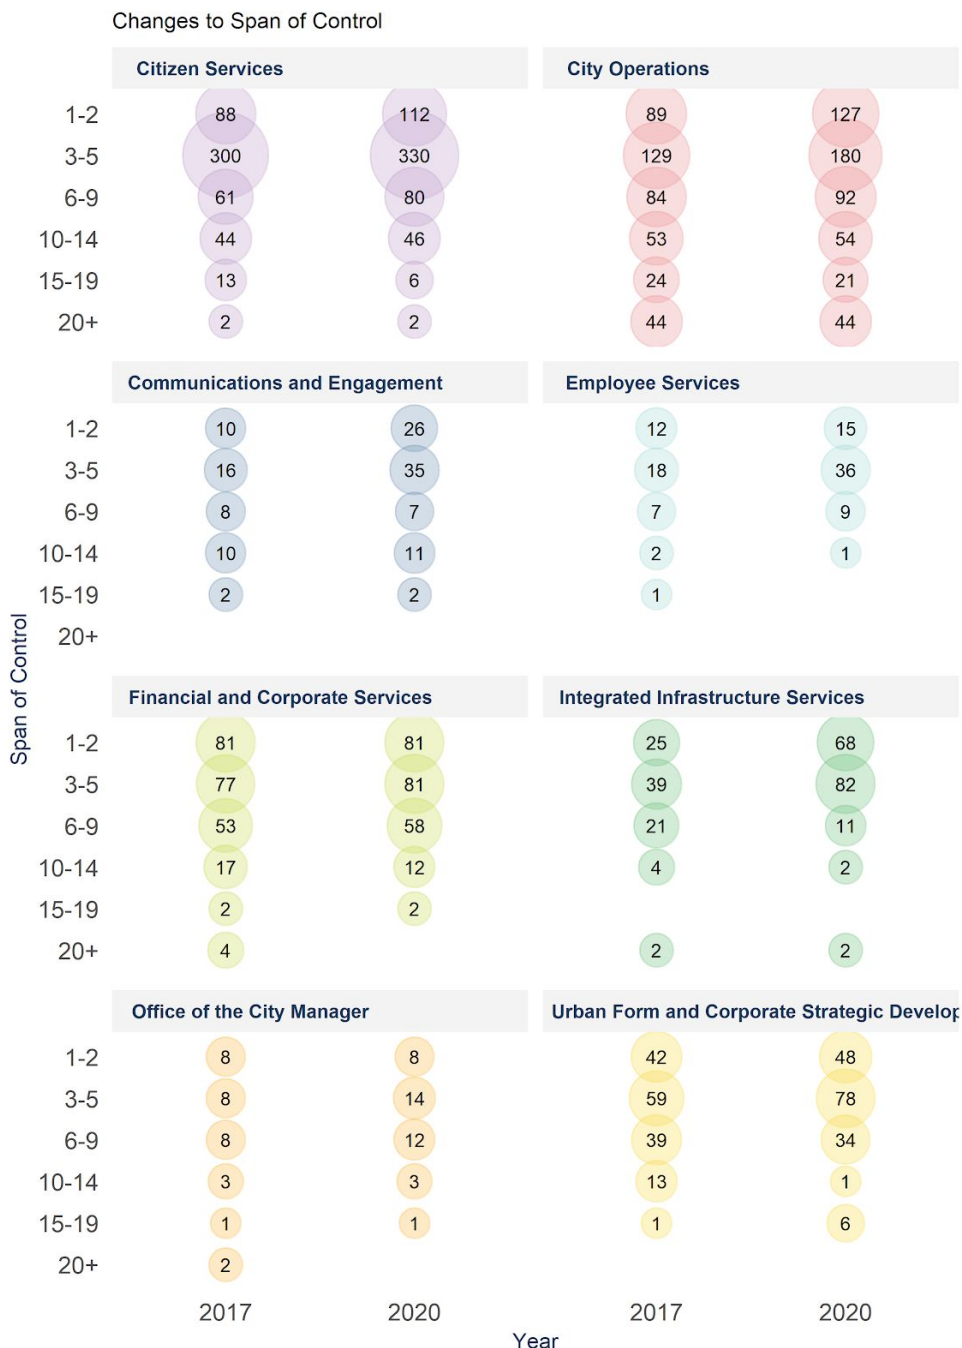 Changes to Span of Control
Citizen Services City Operations
1-2 88 112 89 127
3-5 300 330 129 180
6-9 61 80 84 92
10-14 44 46 53 54
15-19 13 6 24 21
20+ 2 2 44 44
Communications and Engagement Employee Services
1-2 10 26 12 15
3-5 16 35 18 36
6-9 8 7 7 9
10-14 10 11 2 1
15-19 2 2 1
20+
Span of Control
Financial and Corporate Services Integrated Infrastructure Services
1-2 81 81 25 68
3-5 77 81 39 82
6-9 53 58 21 11
10-14 17 12 4 2
15-19 2 2
20+ 4 2 2
Office of the City Manager Urban Form and Corporate Strategic Develop
1-2 8 8 42 48
3-5 8 14 59 78
6-9 8 12 39 34
10-14 3 3 13 1
15-19 1 1 1 6
20+ 2
2017 2020 2017 2020
Year